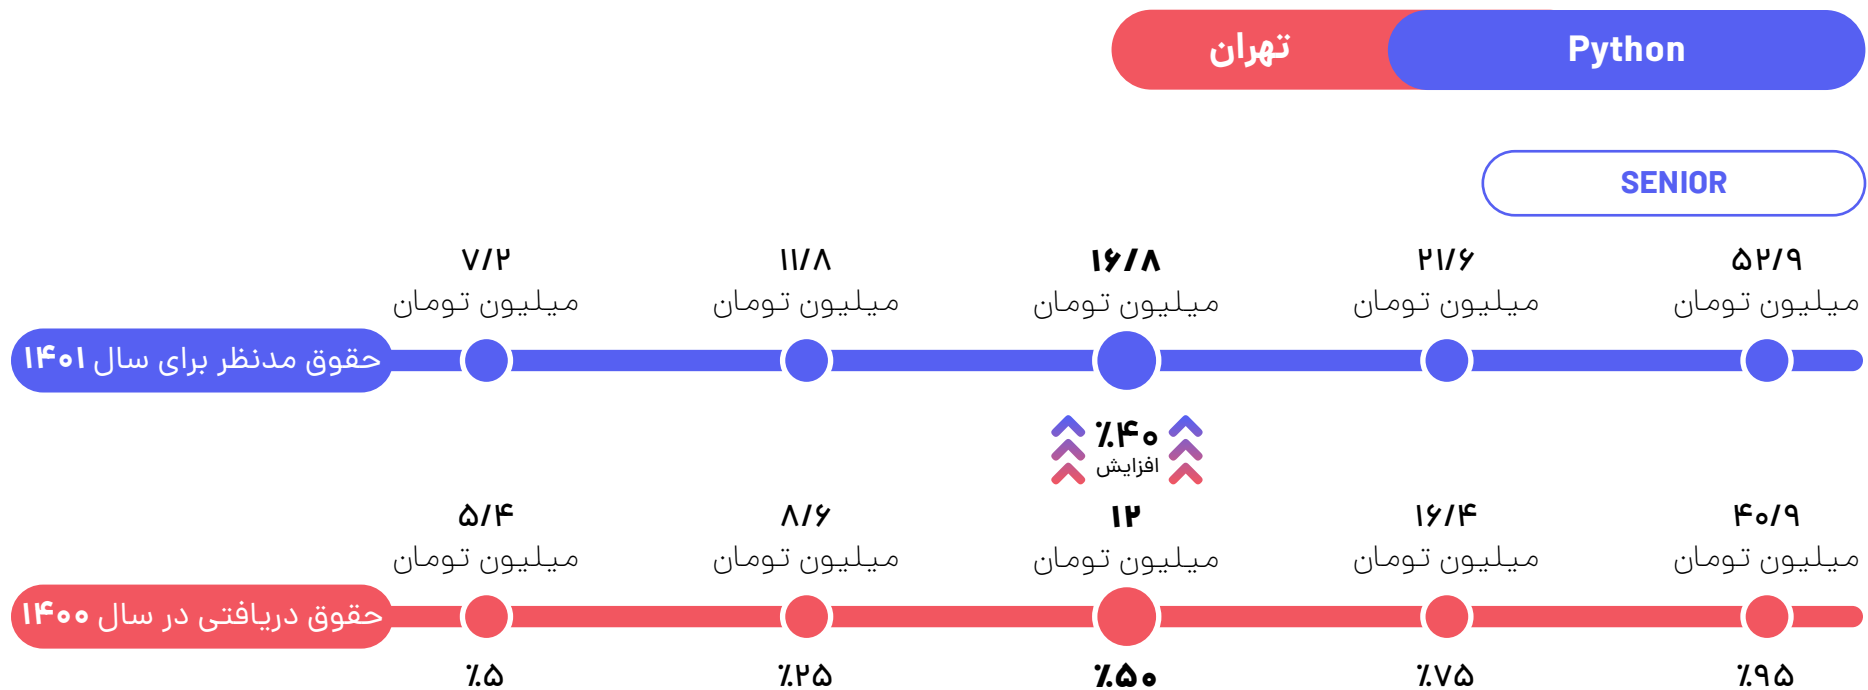 Python تهران
SENIOR
۵۲/۹ ۲۱/۶ ۱۶/۸ ۱۱/۸ ۷/۲
میلیون تومان میلیون تومان میلیون تومان میلیون تومان میلیون تومان
حقوق مدنظر برای سال ۱۴۰۱
٪۴۰
افزایش
۴۰/۹ ۱۶/۴ ۱۲ ۸/۶ ۵/۴
میلیون تومان میلیون تومان میلیون تومان میلیون تومان میلیون تومان
حقوق دریافتی در سال ۱۴۰۰
٪۹۵ ٪۷۵ ٪۵۰ ٪۲۵ ٪۵